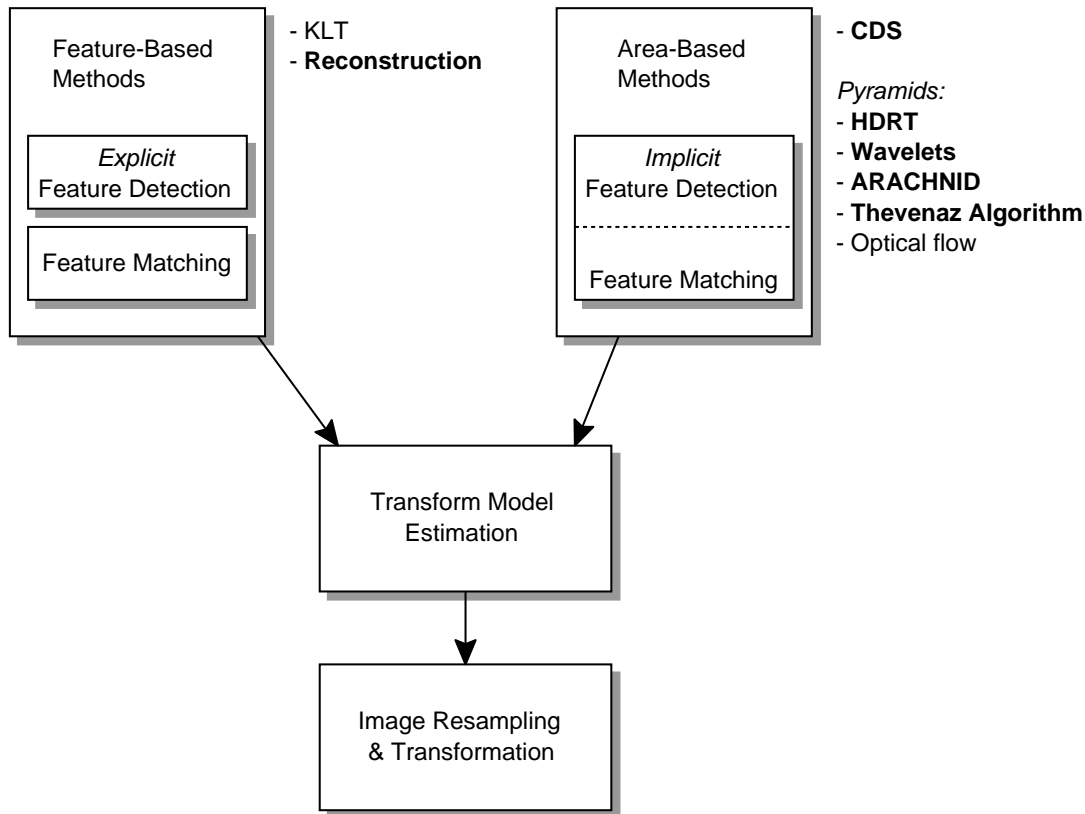 Feature-Based
Methods
Explicit
Feature Detection
Feature Matching
- KLT
- Reconstruction
Area-Based
Methods
Implicit
Feature Detection
Feature Matching
- CDS
Pyramids:
- HDRT
- Wavelets
- ARACHNID
- Thevenaz Algorithm
- Optical flow
Transform Model
Estimation
Image Resampling
& Transformation